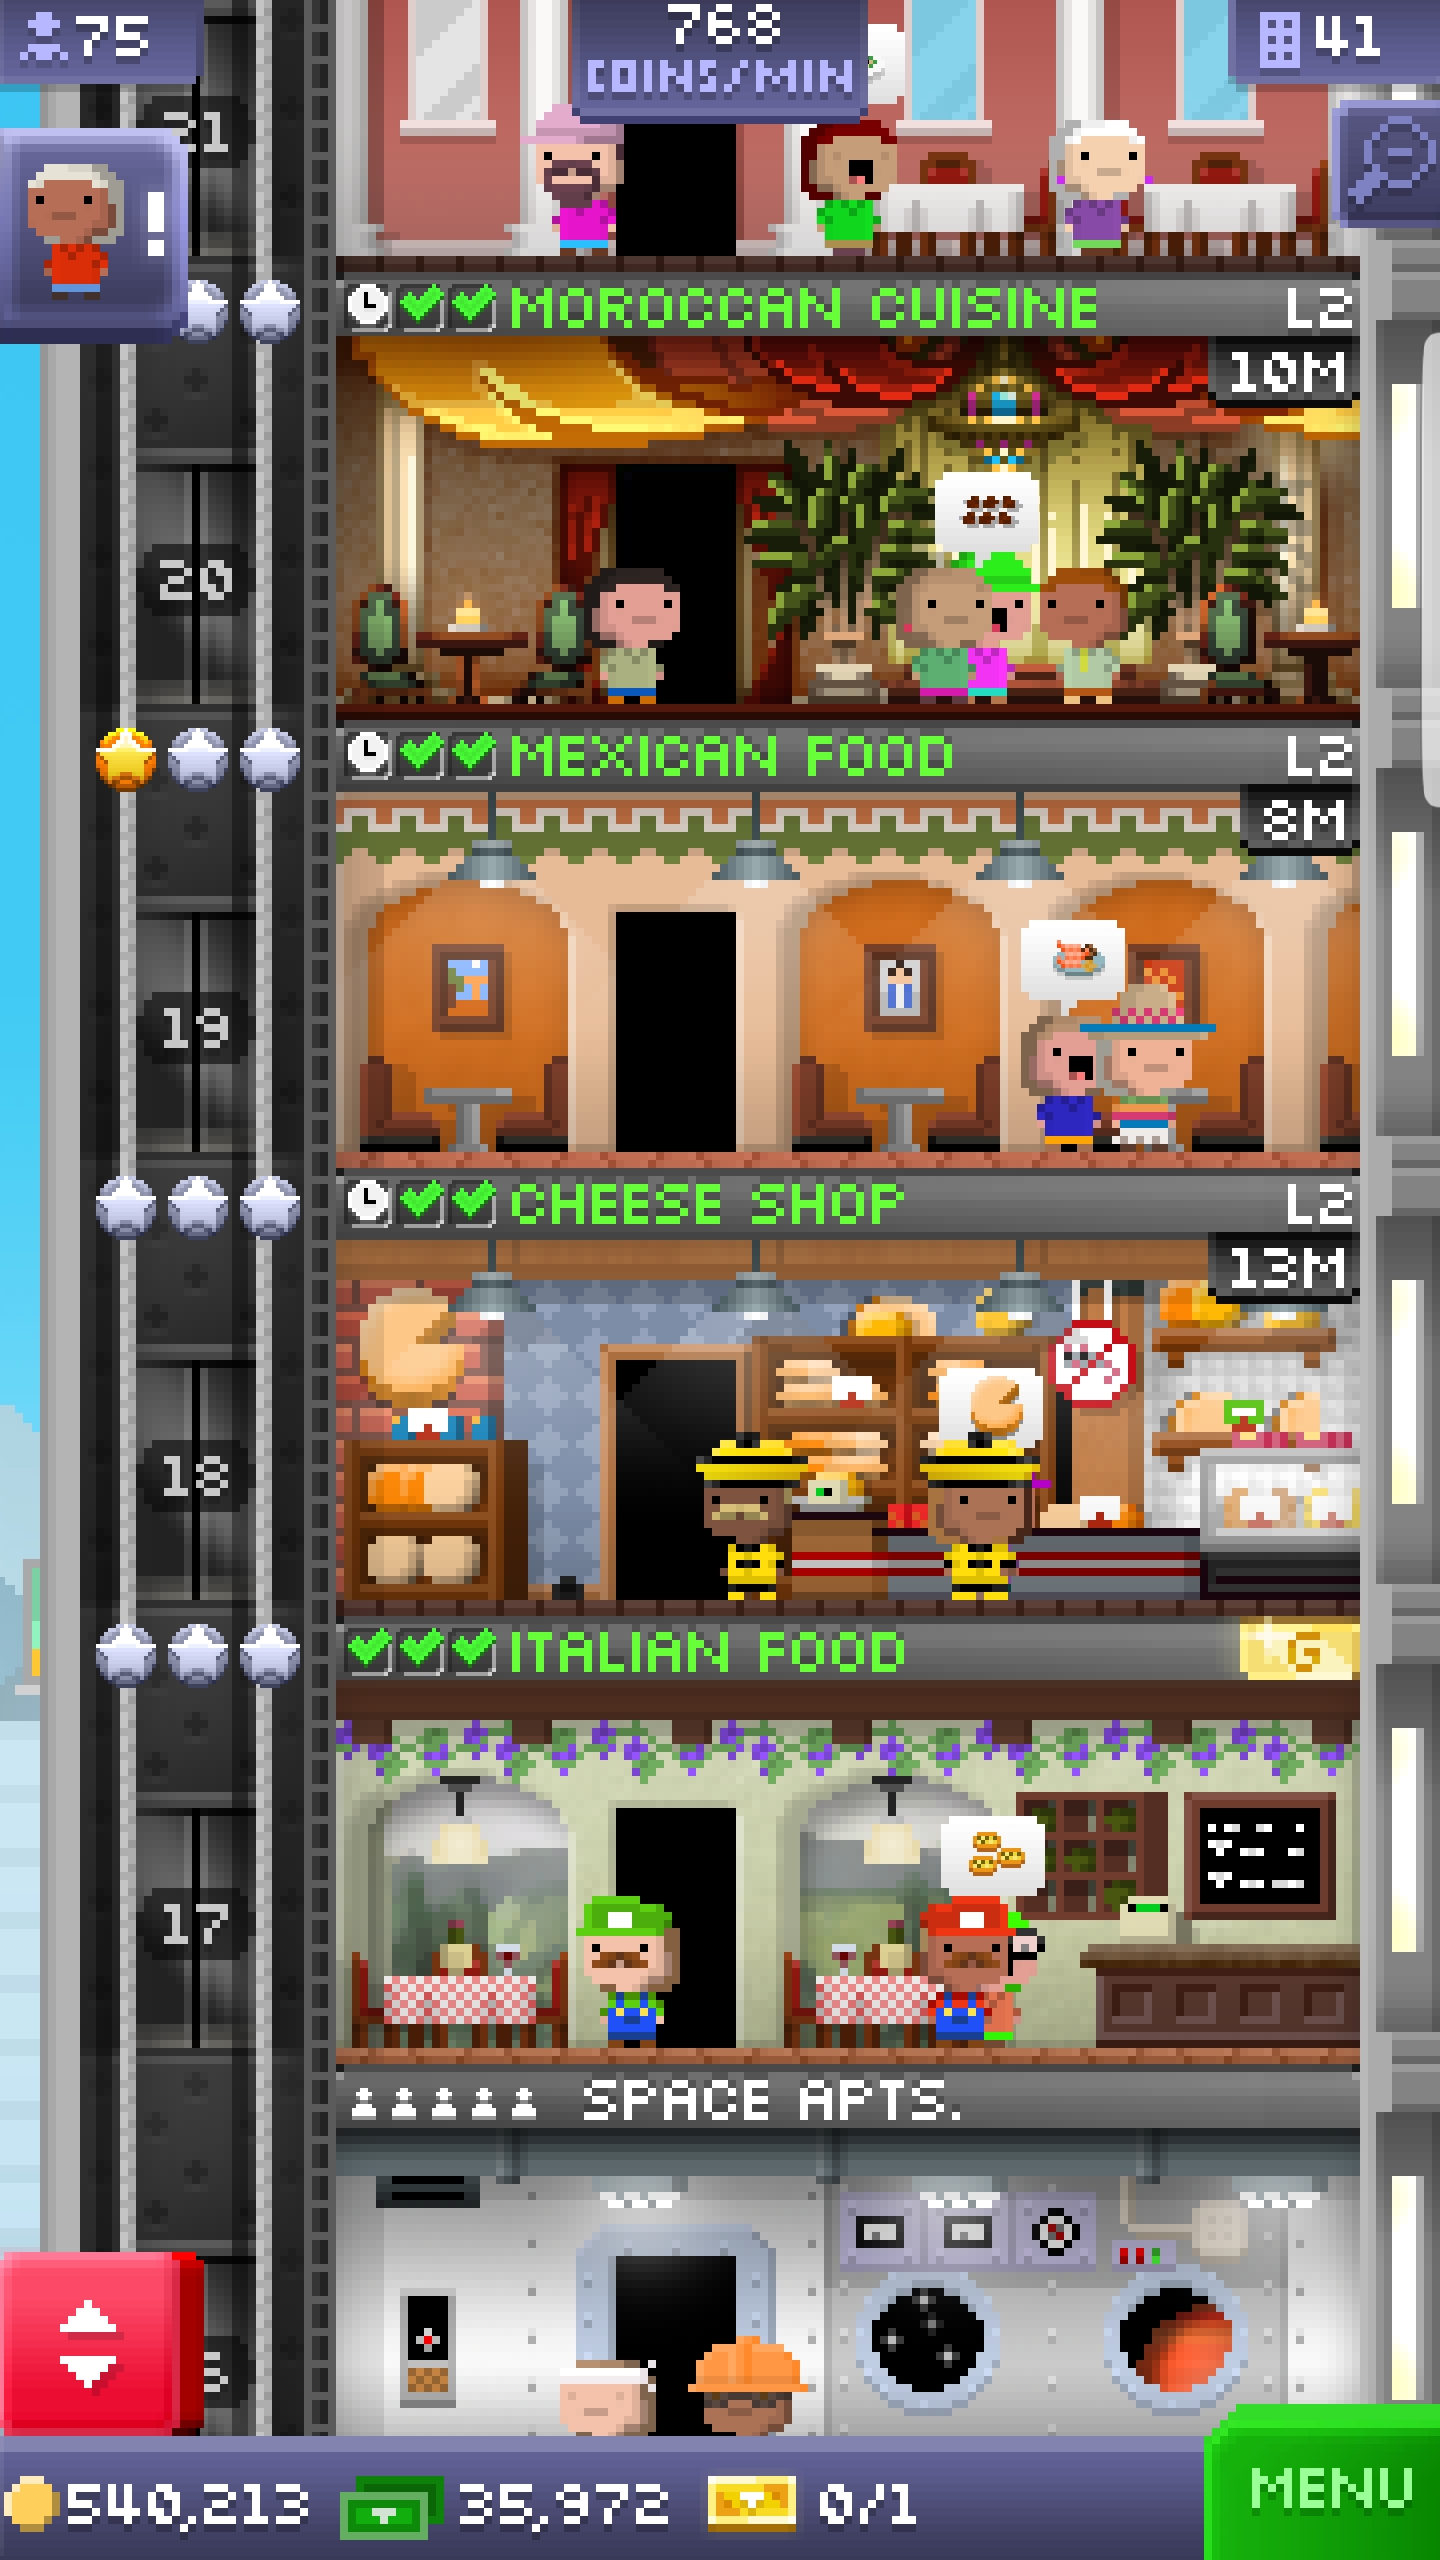 75
768
COINS/MIN
41
21
!
MOROCCAN CUISINE L2
10M
20
MEXICAN FOOD L2
8M
19
CHEESE SHOP L2
13M
18
ITALIAN FOOD G
17
SPACE APTS.
540,213 35,972 0/1
MENU